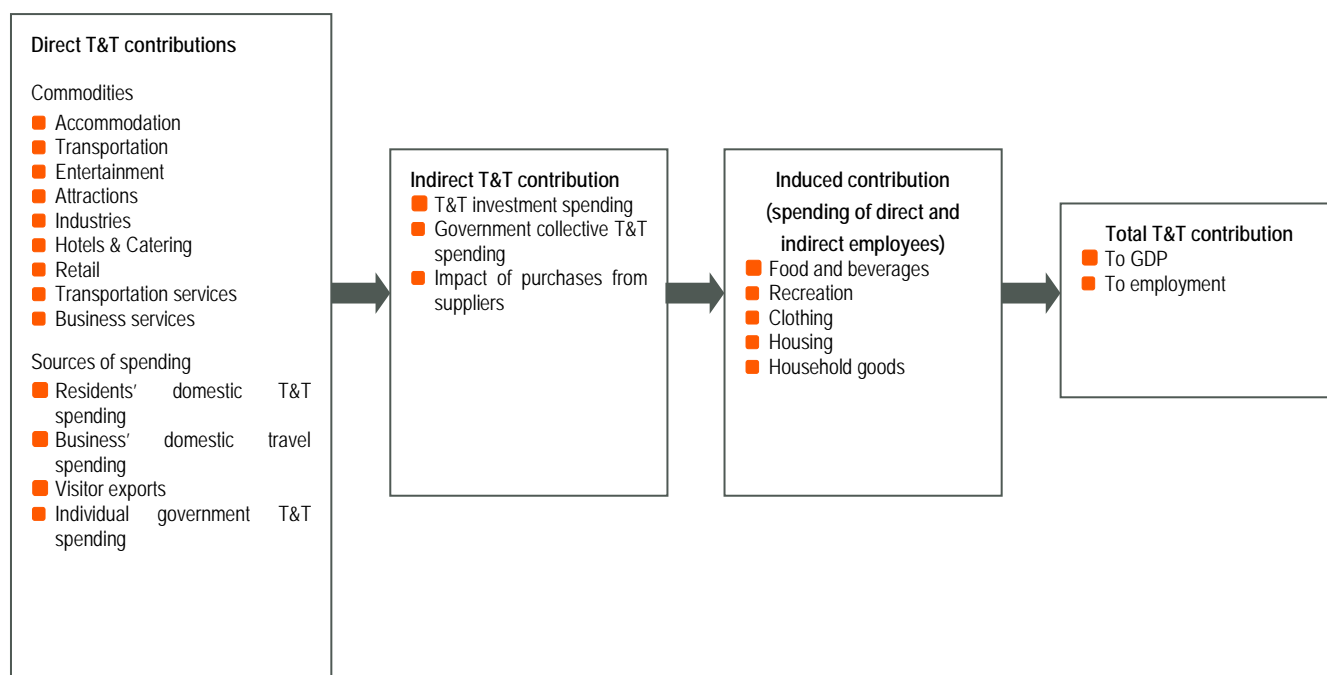 Direct T&T contributions
Commodities
Accommodation
Transportation
Entertainment
Attractions
Industries
Hotels & Catering
Retail
Transportation services
Business services
Sources of spending
Residents’ domestic T&T
spending
Business’ domestic travel
spending
Visitor exports
Individual government T&T
spending
Indirect T&T contribution
T&T investment spending
Government collective T&T
spending
Impact of purchases from
suppliers
Induced contribution
(spending of direct and
indirect employees)
Food and beverages
Recreation
Clothing
Housing
Household goods
Total T&T contribution
To GDP
To employment